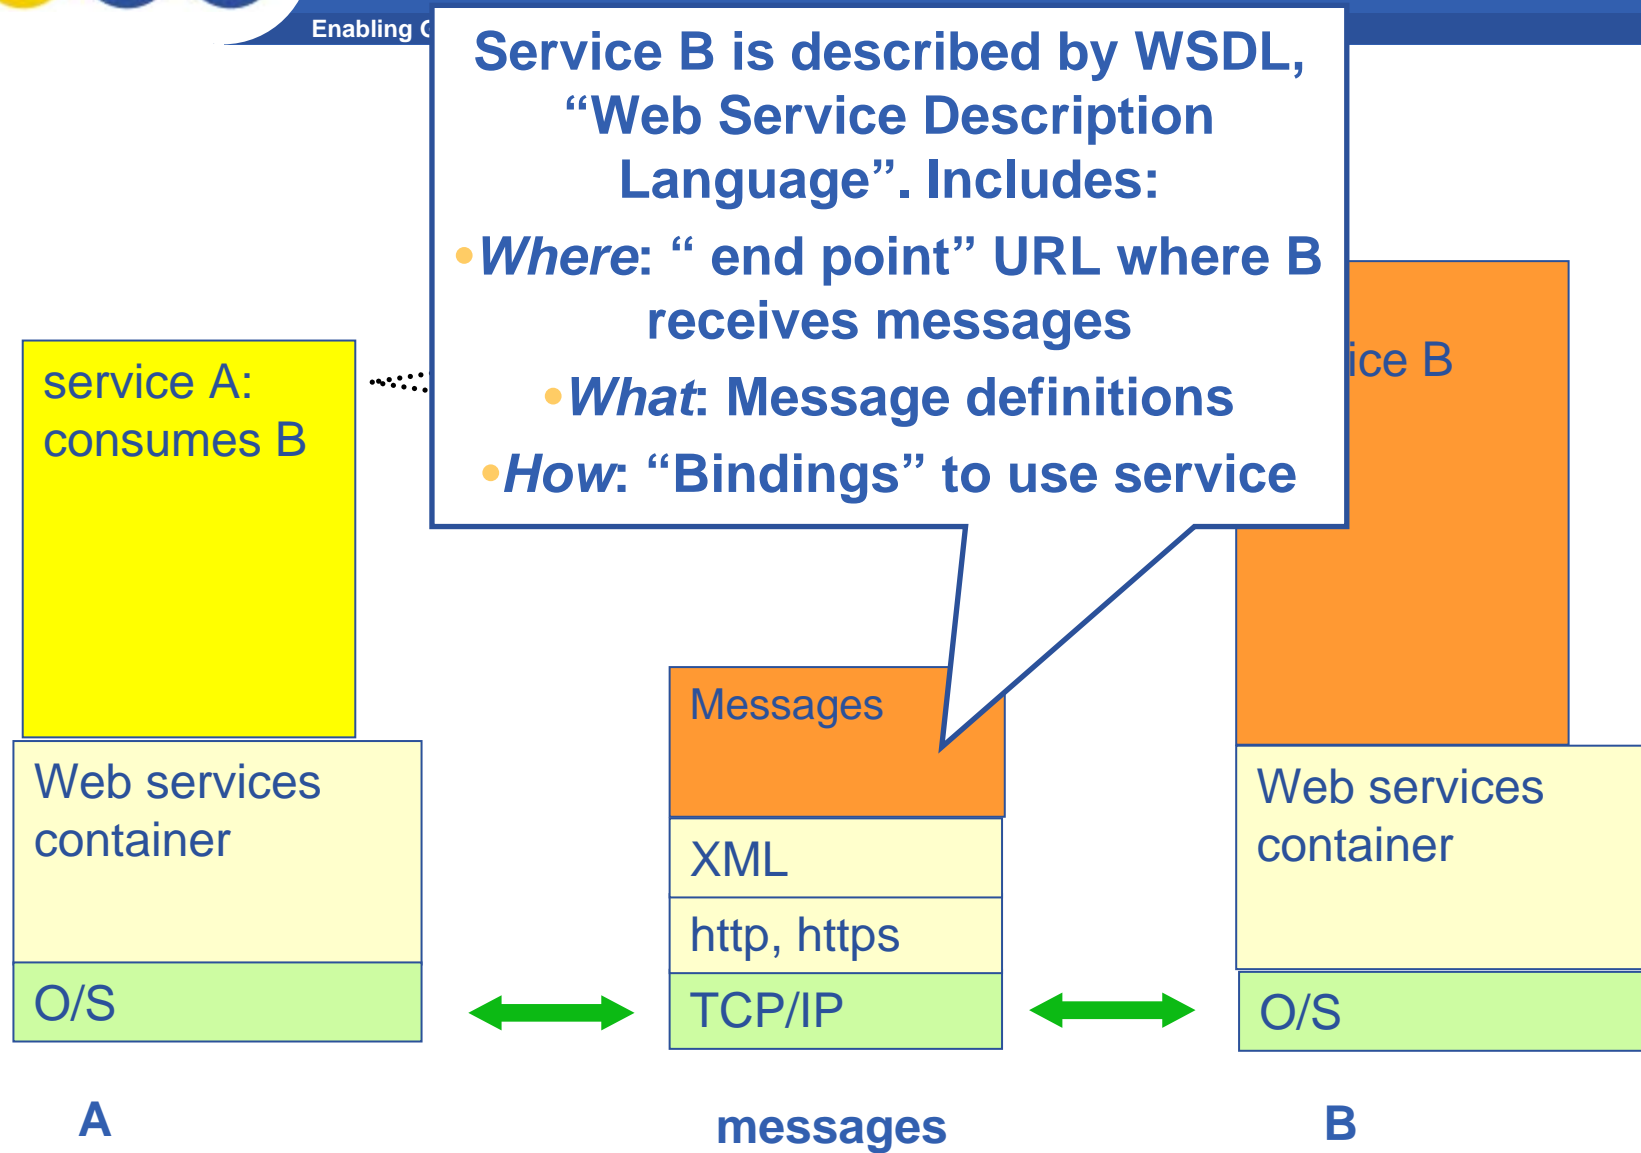 Enabling
Service B is described by WSDL,
“Web Service Description
Language”. Includes:
•Where: “ end point” URL where B
receives messages
•What: Message definitions
•How: “Bindings” to use service
service A:
consumes B
ice B
Messages
Web services
container
XML
http, https
TCP/IP
O/S
Web services
container
O/S
A
messages
B